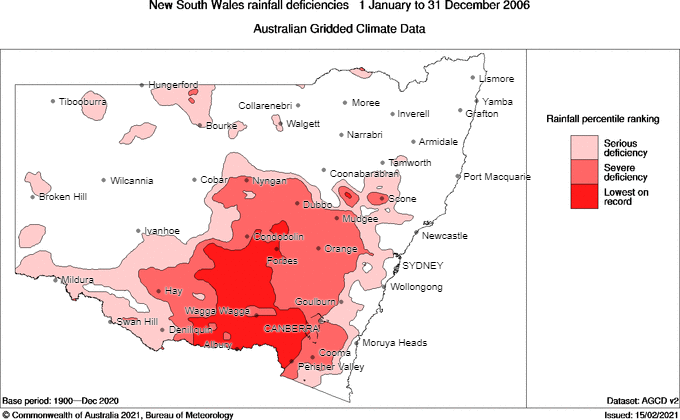 New South Wales rainfall deficiencies 1 January to 31 December 2006
Australian Gridded Climate Data
Lismore
Hungerford
Tibooburra
Collarenebri
Moree
Yamba
Inverell
Grafton
Bourke
Walgett
Narrabri
Armidale
Tamworth
Coonabarabran
Wilcannia
Cobar
Nyngan
Port Macquarie
Broken Hill
Dubbo
Scone
Mudgee
Ivanhoe
Condobolin
Newcastle
Orange
Forbes
SYDNEY
Mildura
Hay
Wollongong
Goulburn
Wagga Wagga
Swan Hill
Deniliquin
CANBERRA
Albury
Moruya Heads
Cooma
Perisher Valley
Rainfall percentile ranking
Serious
deficiency
Severe
deficiency
Lowest on
record
Base period: 1900—Dec 2020
Dataset: AGCD v2
© Commonwealth of Australia 2021, Bureau of Meteorology
Issued: 15/02/2021